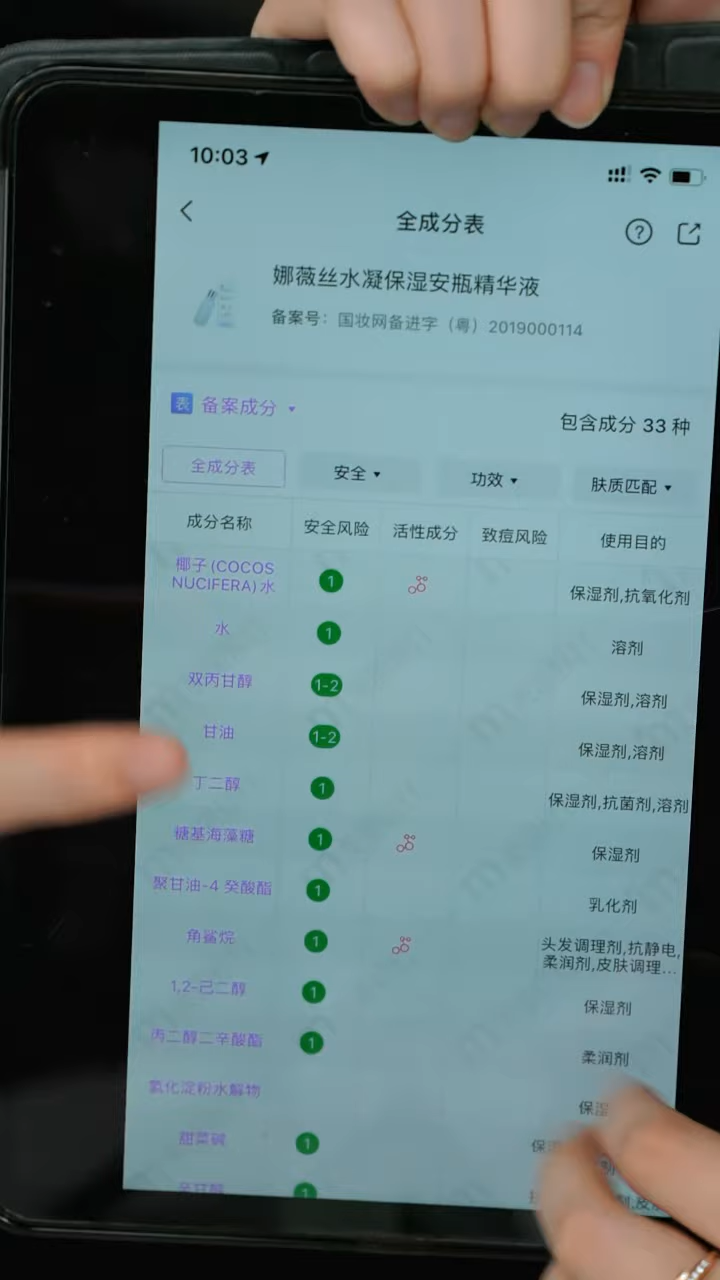 10:03
全成分表
娜薇丝水凝保湿安瓶精华液
备案号：国妆网备进字（粤）2019000114
表 备案成分
包含成分 33 种
全成分表 安全 功效 肤质匹配
成分名称 安全风险 活性成分 致痘风险 使用目的
椰子(COCOS
NUCIFERA)水 1 保湿剂,抗氧化剂
水 1 溶剂
双丙甘醇 1-2 保湿剂,溶剂
甘油 1-2 保湿剂,溶剂
丁二醇 1 保湿剂,抗菌剂,溶剂
糖基海藻糖 1 保湿剂
聚甘油-4 癸酸酯 1 乳化剂
角鲨烷 1 头发调理剂,抗静电,
柔润剂,皮肤调理...
1,2-己二醇 1 保湿剂
丙二醇二辛酸酯 1 柔润剂
氢化淀粉水解物 保湿
甜菜碱 1 保
1